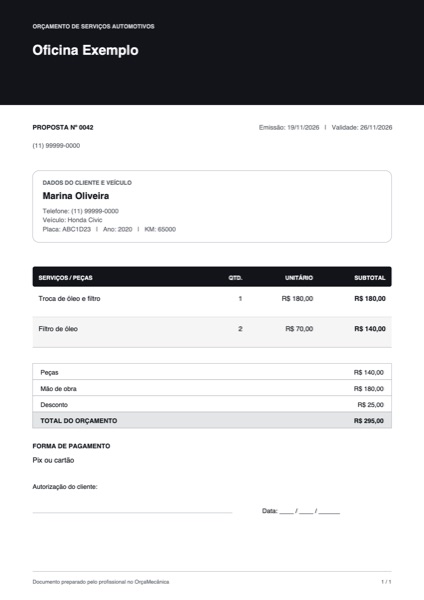 ORÇAMENTO DE SERVIÇOS AUTOMOTIVOS
Oficina Exemplo
PROPOSTA Nº 0042
Emissão: 19/11/2026 | Validade: 26/11/2026
(11) 99999-0000
DADOS DO CLIENTE E VEÍCULO
Marina Oliveira
Telefone: (11) 99999-0000
Veículo: Honda Civic
Placa: ABC1D23 | Ano: 2020 | KM: 65000
SERVIÇOS / PEÇAS QTD. UNITÁRIO SUBTOTAL
Troca de óleo e filtro 1 R$ 180,00 R$ 180,00
Filtro de óleo 2 R$ 70,00 R$ 140,00
Peças R$ 140,00
Mão de obra R$ 180,00
Desconto R$ 25,00
TOTAL DO ORÇAMENTO R$ 295,00
FORMA DE PAGAMENTO
Pix ou cartão
Autorização do cliente:
Data: ____ / ____ / ______
Documento preparado pelo profissional no OrçaMecânica 1 / 1